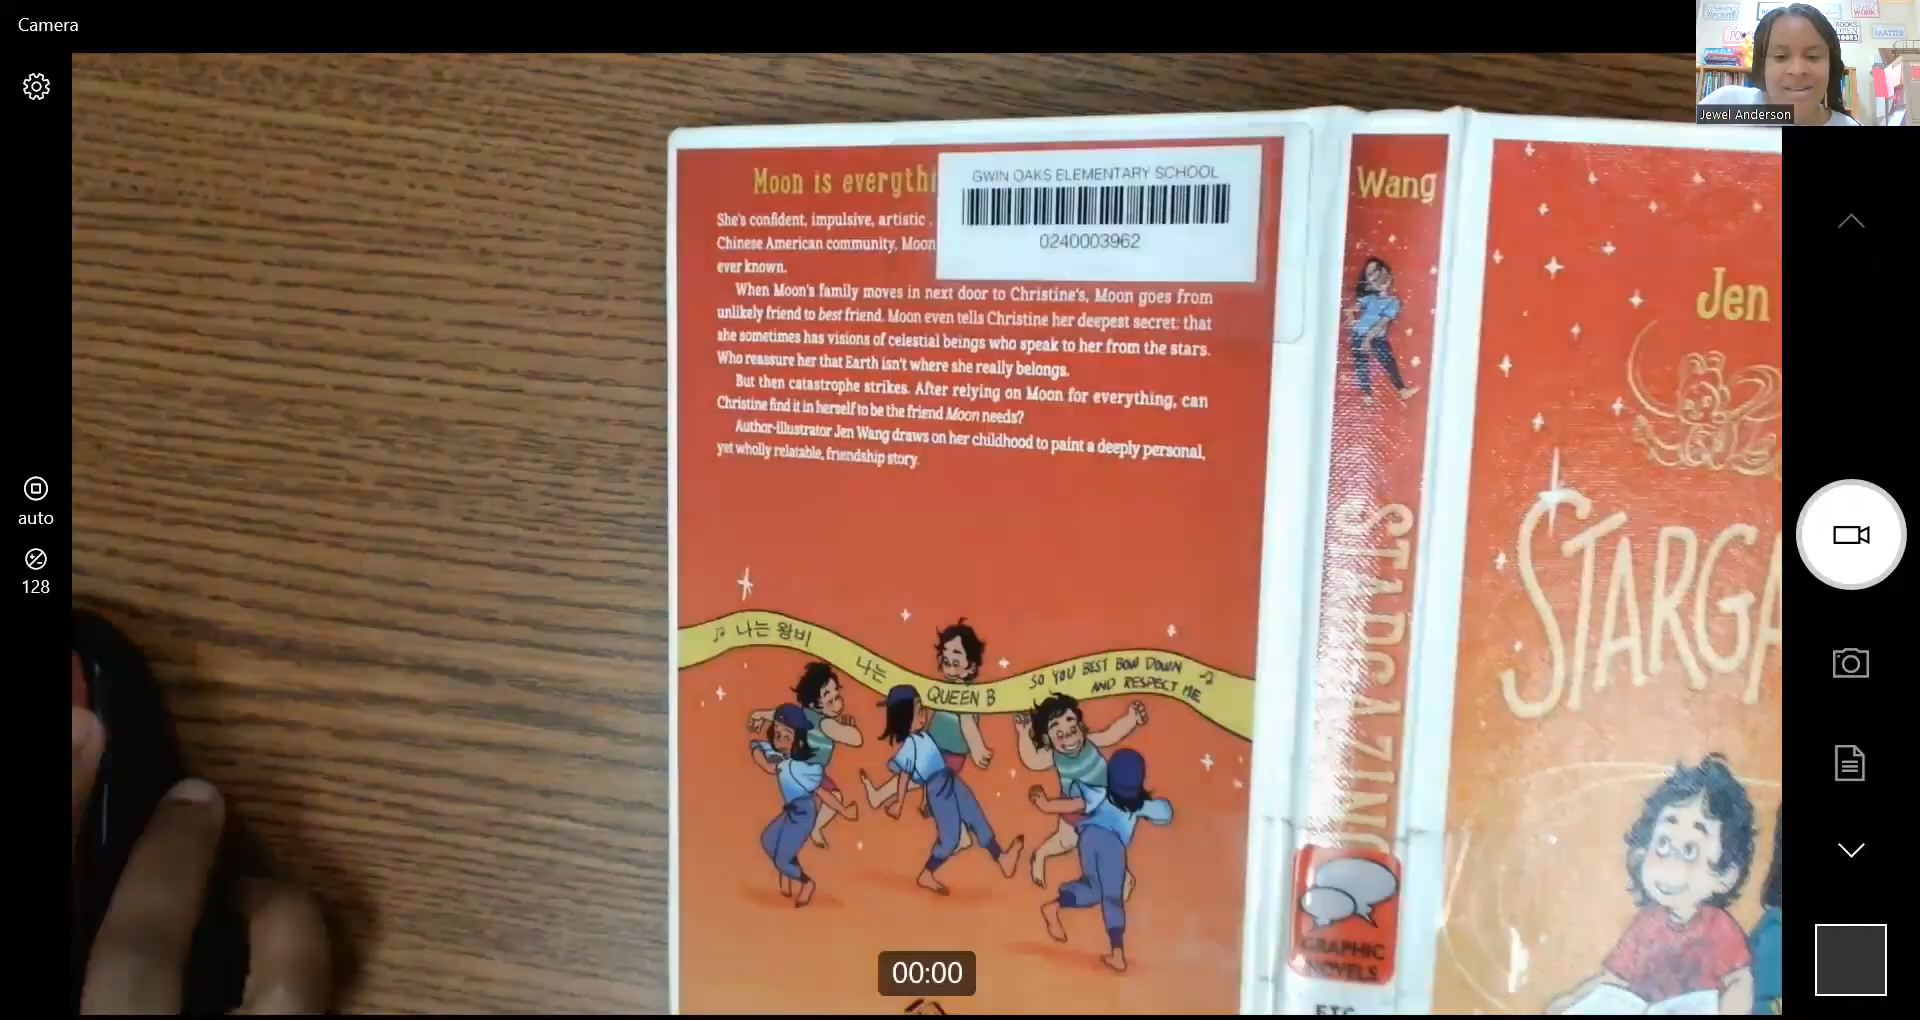 Camera
auto
128
Moon is everythi
She's confident, impulsive, artistic .
Chinese American community, Moon
ever known.
When Moon's family moves in next door to Christine's, Moon goes from
unlikely friend to best friend. Moon even tells Christine her deepest secret: that
she sometimes has visions of celestial beings who speak to her from the stars.
Who reassure her that Earth isn't where she really belongs.
But then catastrophe strikes. After relying on Moon for everything, can
Christine find it in herself to be the friend Moon needs?
Author-illustrator Jen Wang draws on her childhood to paint a deeply personal,
yet wholly relatable, friendship story.
GWIN OAKS ELEMENTARY SCHOOL
0240003962
나는 왕비
나는
QUEEN B
SO YOU BEST BOW DOWN
AND RESPECT ME
00:00
Wang
STARGAZING
GRAPHIC
NOVELS
Jen
STARGA
WORK
BOOKS
OPEN
MATTER
Jewel Anderson